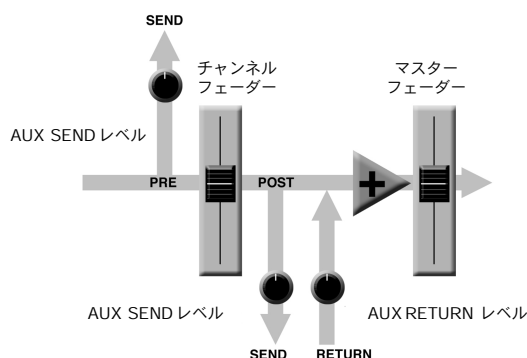 SEND
チャンネル
フェーダー
マスター
フェーダー
AUX SEND レベル
PRE
POST
AUX SEND レベル
AUX RETURN レベル
SEND
RETURN